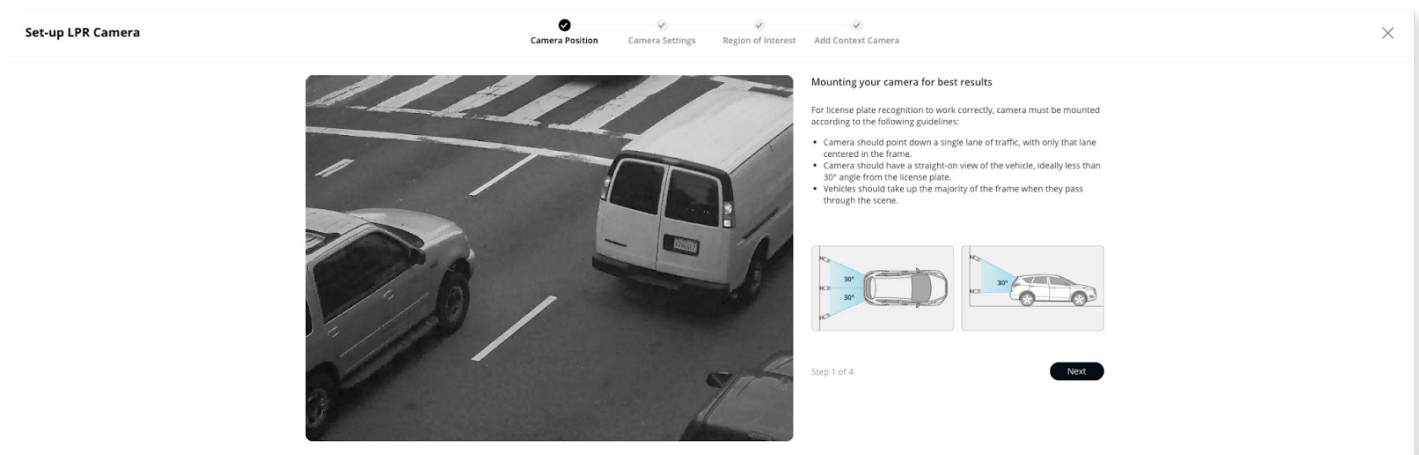 Set-up LPR Camera
Camera Position
Camera Settings
Region of Interest
Add Context Camera
Mounting your camera for best results
For license plate recognition to work correctly, camera must be mounted
according to the following guidelines:
• Camera should point down a single lane of traffic, with only that lane
centered in the frame.
• Camera should have a straight-on view of the vehicle, ideally less than
30° angle from the license plate.
• Vehicles should take up the majority of the frame when they pass
through the scene.
30°
30°
30°
Step 1 of 4
Next